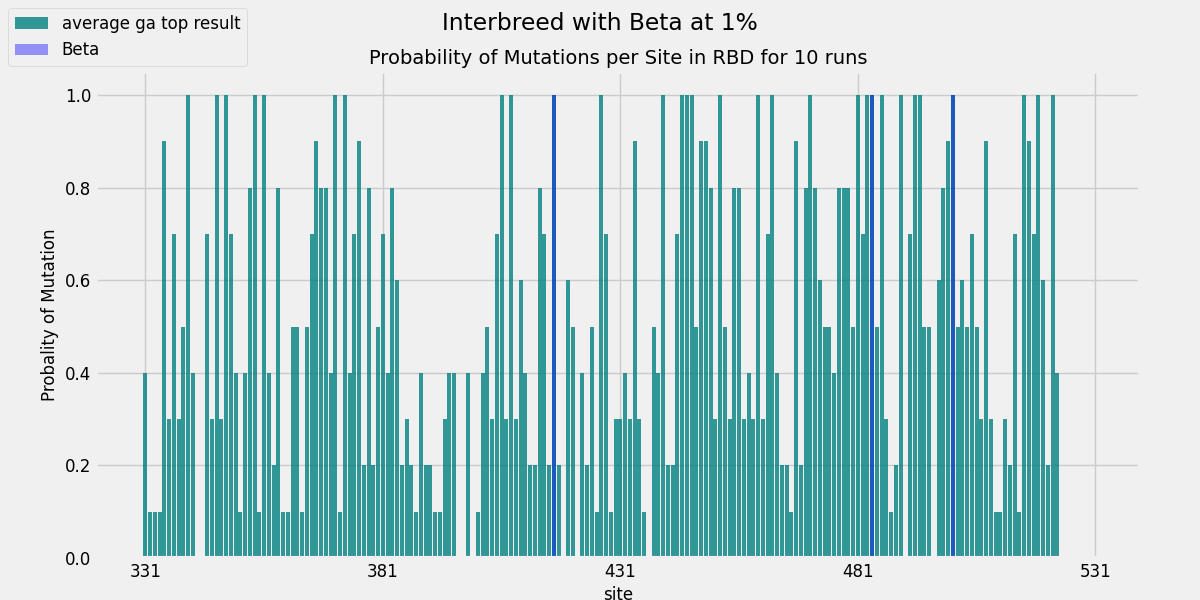 average ga top result
Beta
Interbreed with Beta at 1%
Probability of Mutations per Site in RBD for 10 runs
Probality of Mutation
1.0
0.8
0.6
0.4
0.2
0.0
331
381
431
481
531
site